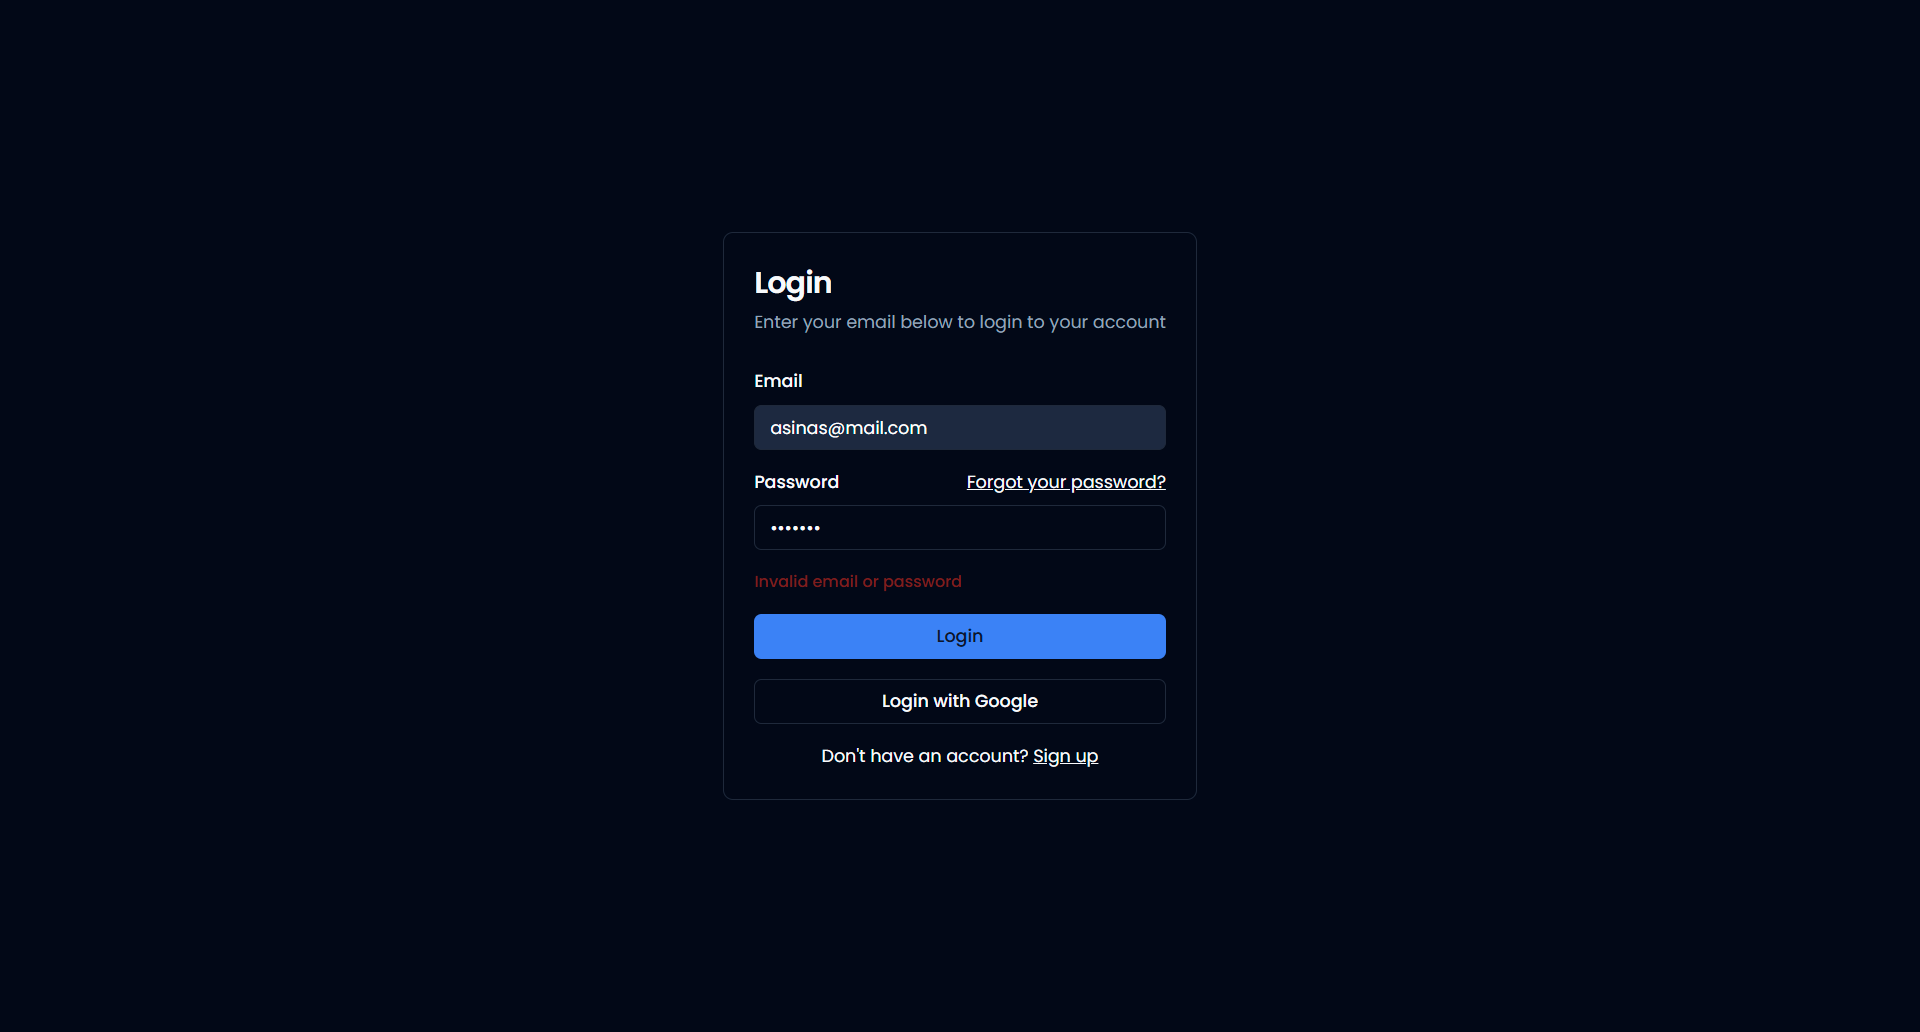 Login
Enter your email below to login to your account
Email
asinas@mail.com
Password Forgot your password?
•••••••
Invalid email or password
Login
Login with Google
Don't have an account? Sign up